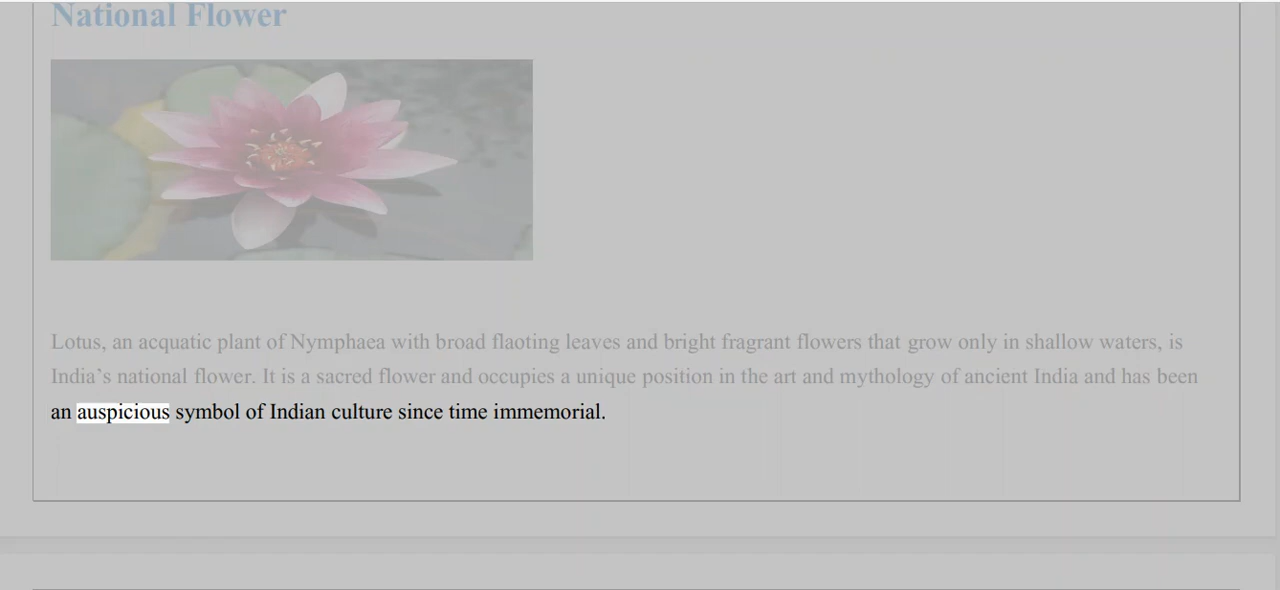 National Flower
Lotus, an acquatic plant of Nymphaea with broad flaoting leaves and bright fragrant flowers that grow only in shallow waters, is
India’s national flower. It is a sacred flower and occupies a unique position in the art and mythology of ancient India and has been
an auspicious symbol of Indian culture since time immemorial.